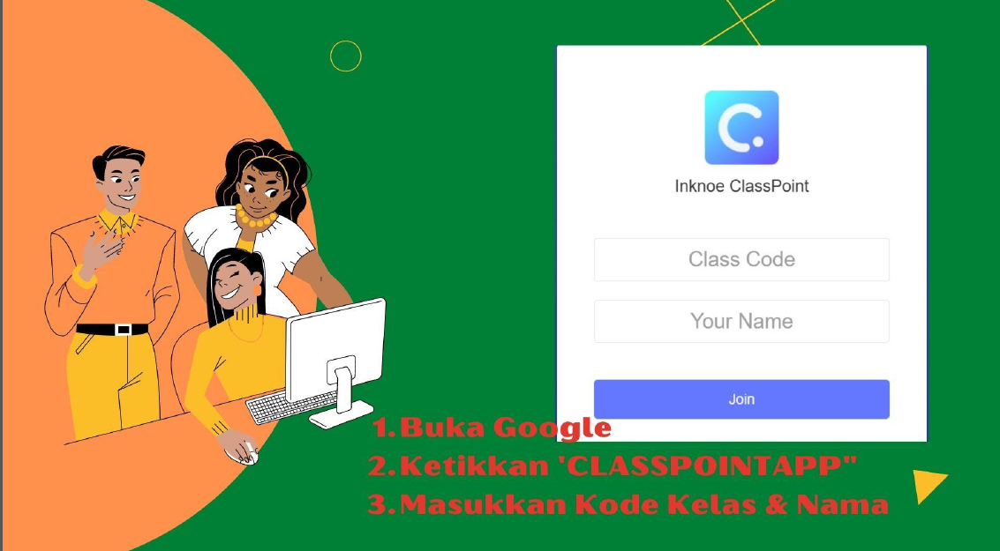 Inknoe ClassPoint
Class Code
Your Name
Join
1.Buka Google
2.Ketikkan 'CLASSPOINTAPP"
3.Masukkan Kode Kelas & Nama